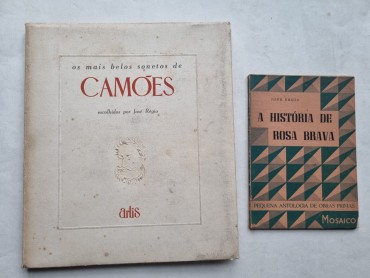 os mais belos sonetos de
CAMÕES
escolhidos por José Régio
artis
JOSÉ RÉGIO
A HISTÓRIA DE
ROSA BRAVA
PEQUENA ANTOLOGIA DE OBRAS PRIMAS
MOSAICO